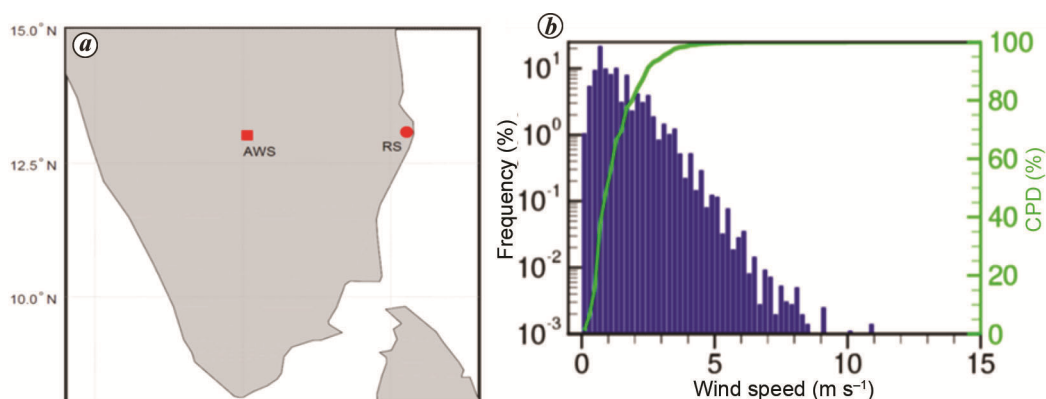 a
15.0° N
12.5° N
10.0° N
AWS
RS
b
Frequency (%)
10¹
10⁰
10⁻¹
10⁻²
10⁻³
0
5
10
15
Wind speed (m s⁻¹)
100
80
60
40
20
0
CPD (%)